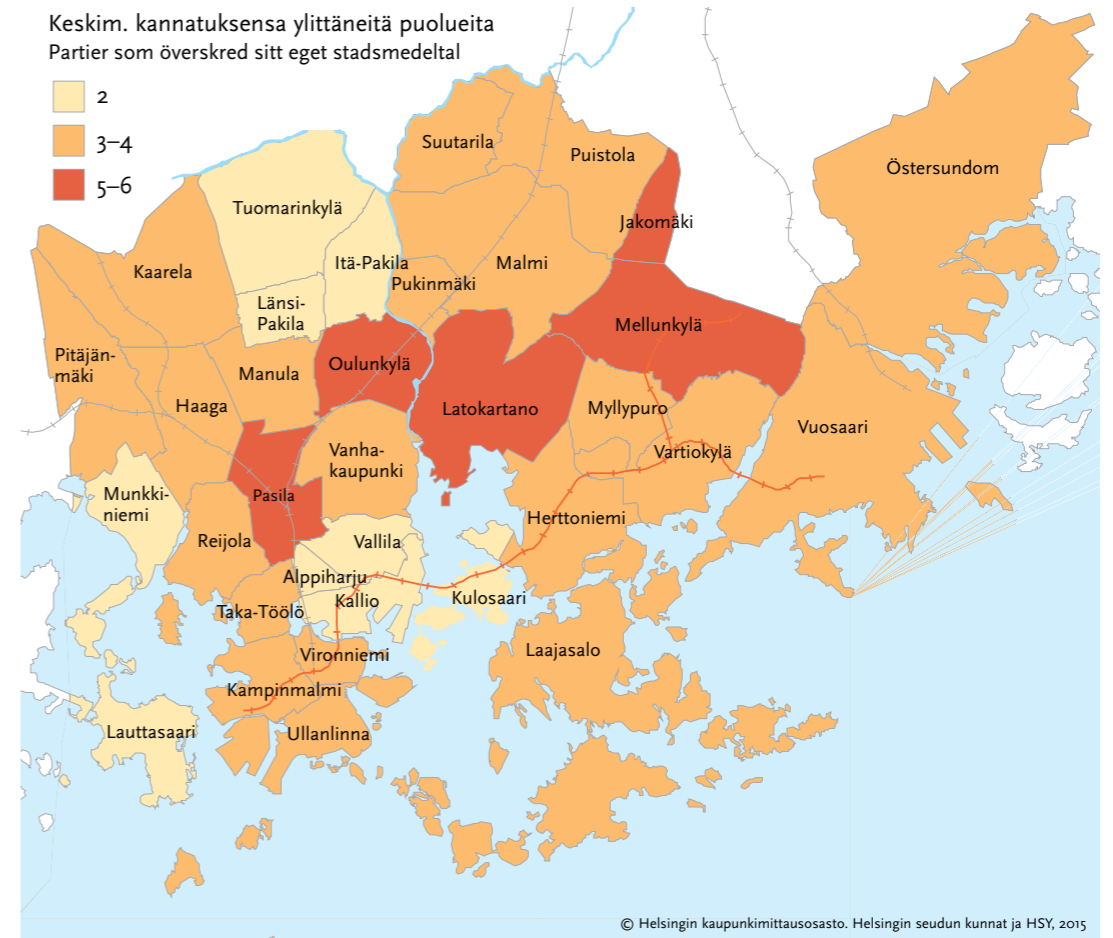 Keskim. kannatuksensa ylittäneitä puolueita
Partier som överskred sitt eget stadsmedeltal
2
3–4
5–6
Suutarila
Puistola
Östersundom
Tuomarinkylä
Jakomäki
Kaarela
Itä-Pakila
Malmi
Pukinmäki
Länsi-
Pakila
Mellunkylä
Pitäjän-
mäki
Manula
Oulunkylä
Haaga
Latokartano
Myllypuro
Vuosaari
Vanha-
kaupunki
Vartiokylä
Munkki-
niemi
Pasila
Herttoniemi
Reijola
Vallila
Alppiharju
Kallio
Kulosaari
Taka-Töölö
Vironniemi
Laajasalo
Kampinmalmi
Lauttasaari
Ullanlinna
© Helsingin kaupunkimittausosasto. Helsingin seudun kunnat ja HSY, 2015